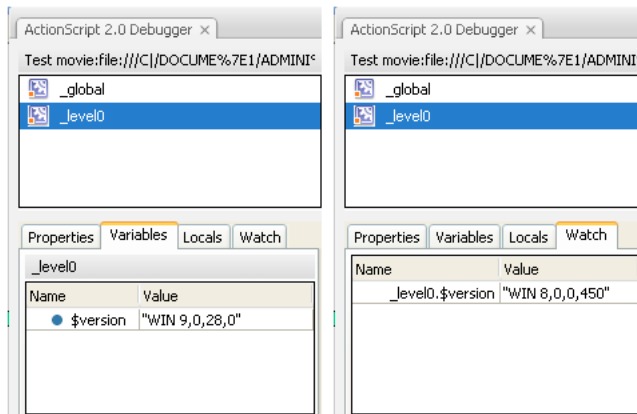 ActionScript 2.0 Debugger ×
Test movie:file:///C|/DOCUME%7E1/ADMINI%
_global
_level0
Properties Variables Locals Watch
_level0
Name Value
$version "WIN 9,0,28,0"
ActionScript 2.0 Debugger ×
Test movie:file:///C|/DOCUME%7E1/ADMINI
_global
_level0
Properties Variables Locals Watch
Name Value
_level0.$version "WIN 8,0,0,450"